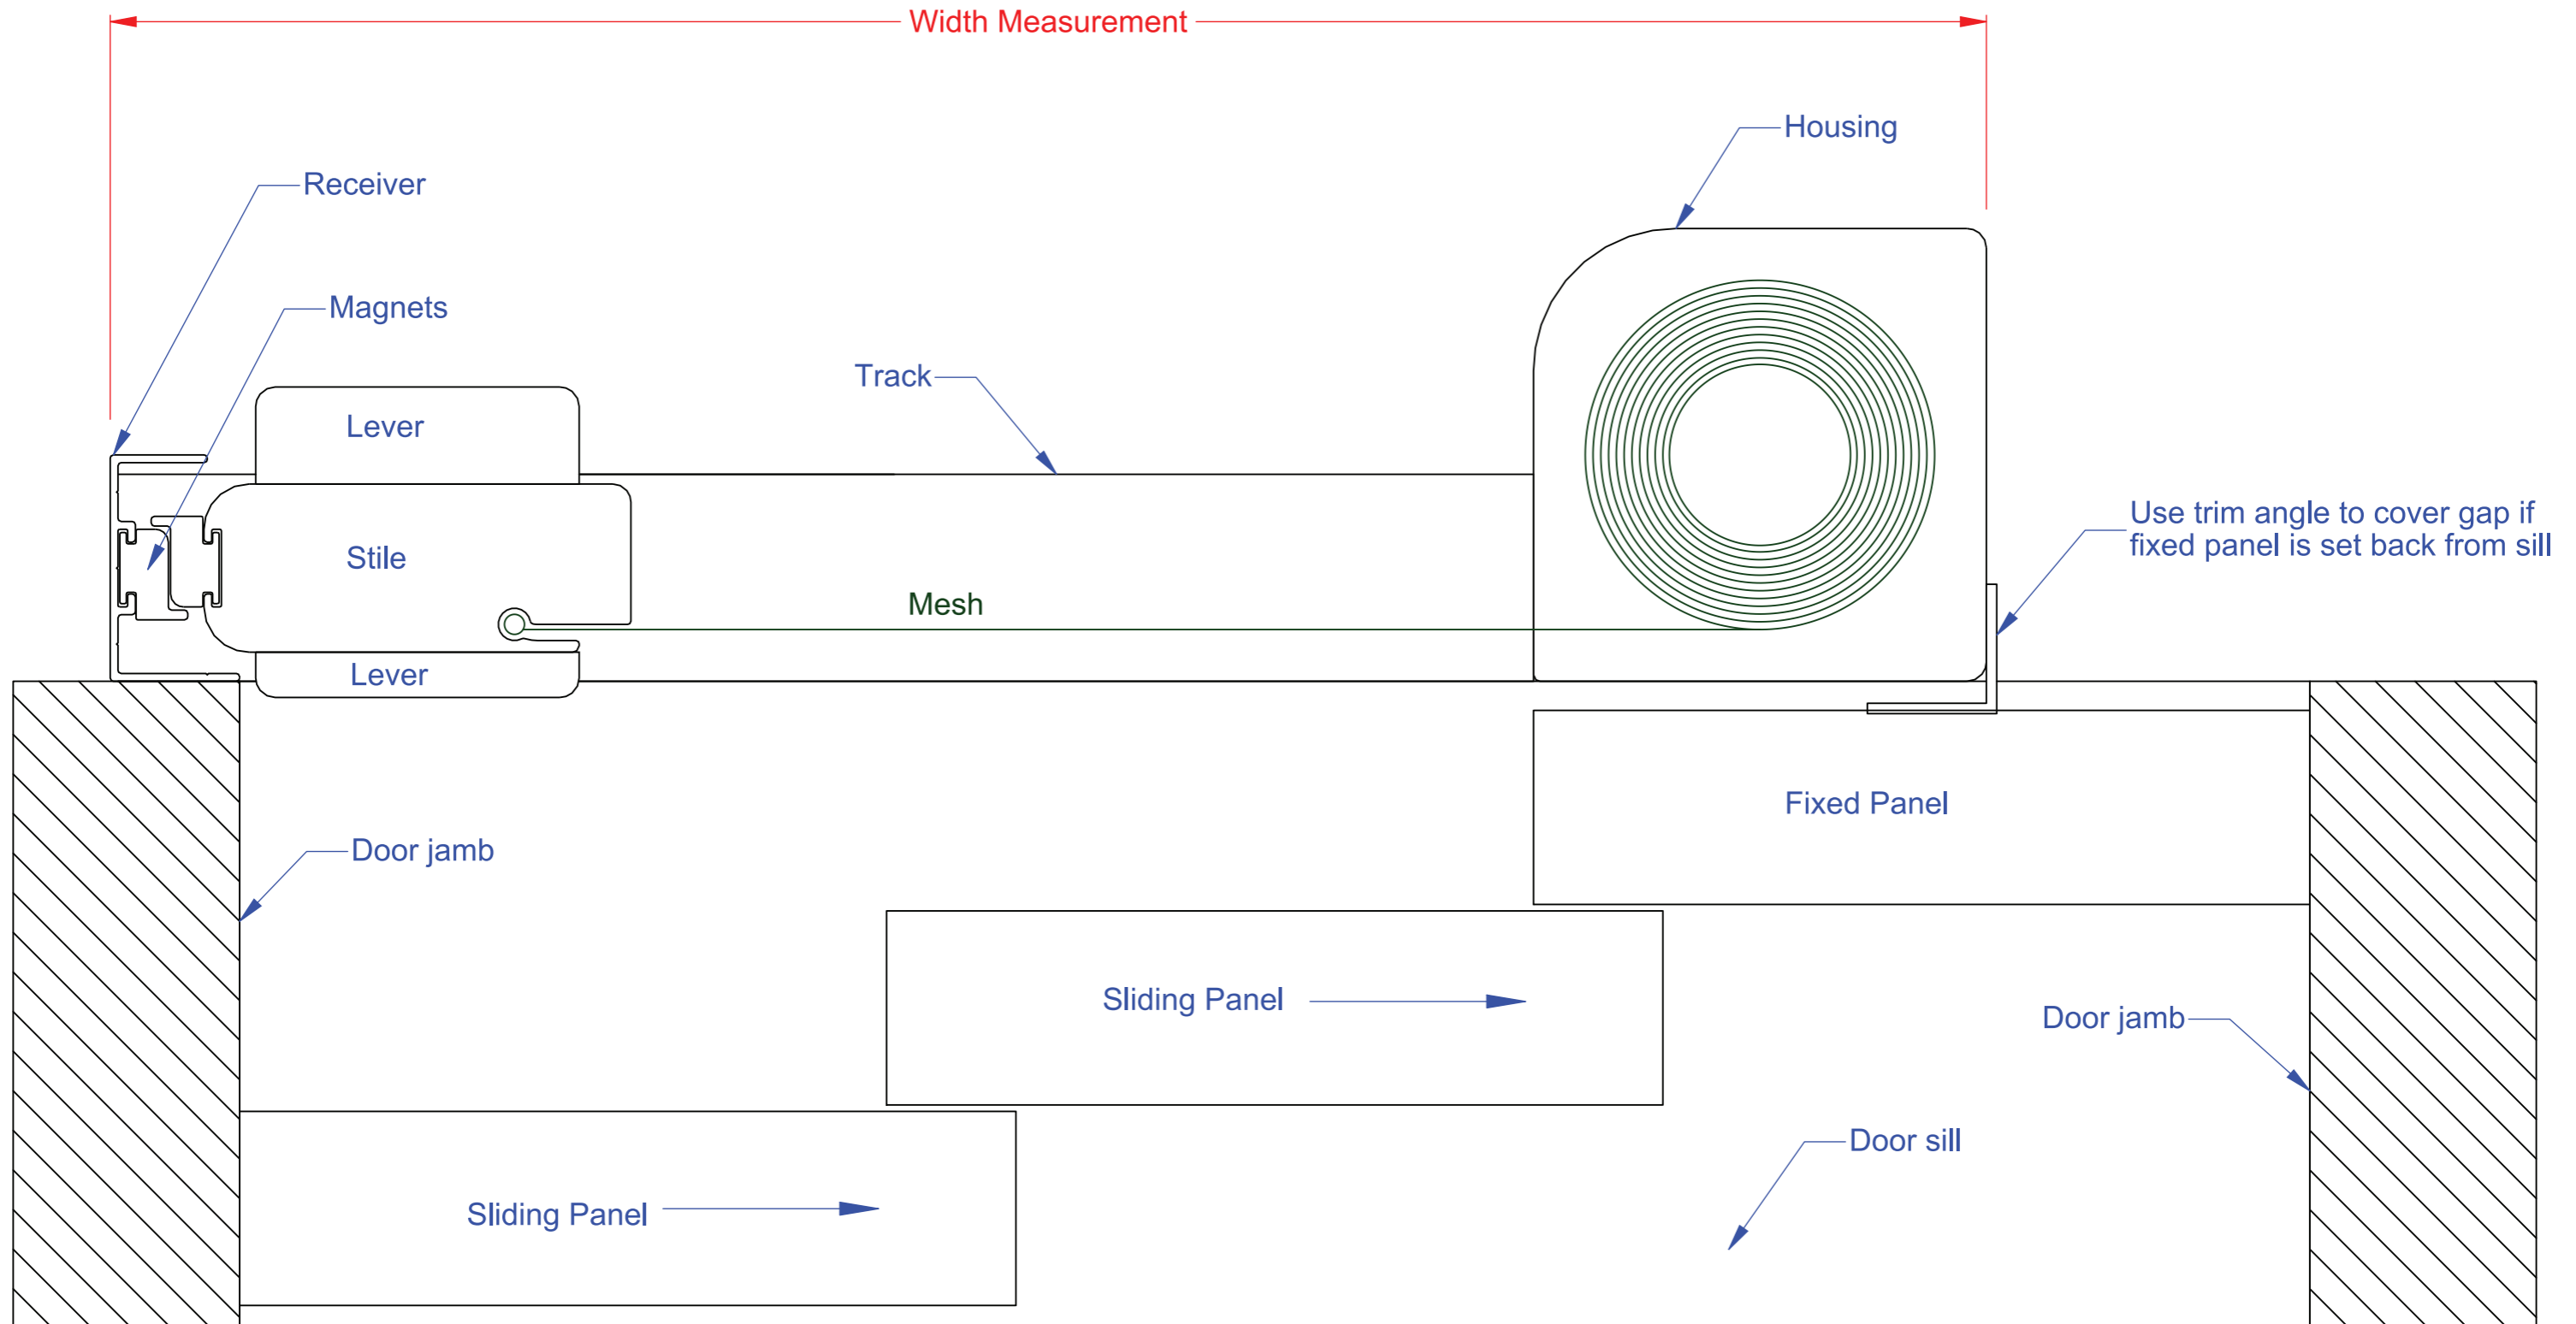 Width Measurement
Housing
Receiver
Magnets
Track
Lever
Use trim angle to cover gap if
fixed panel is set back from sill
Stile
Mesh
Lever
Fixed Panel
Door jamb
Sliding Panel
Door jamb
Door sill
Sliding Panel